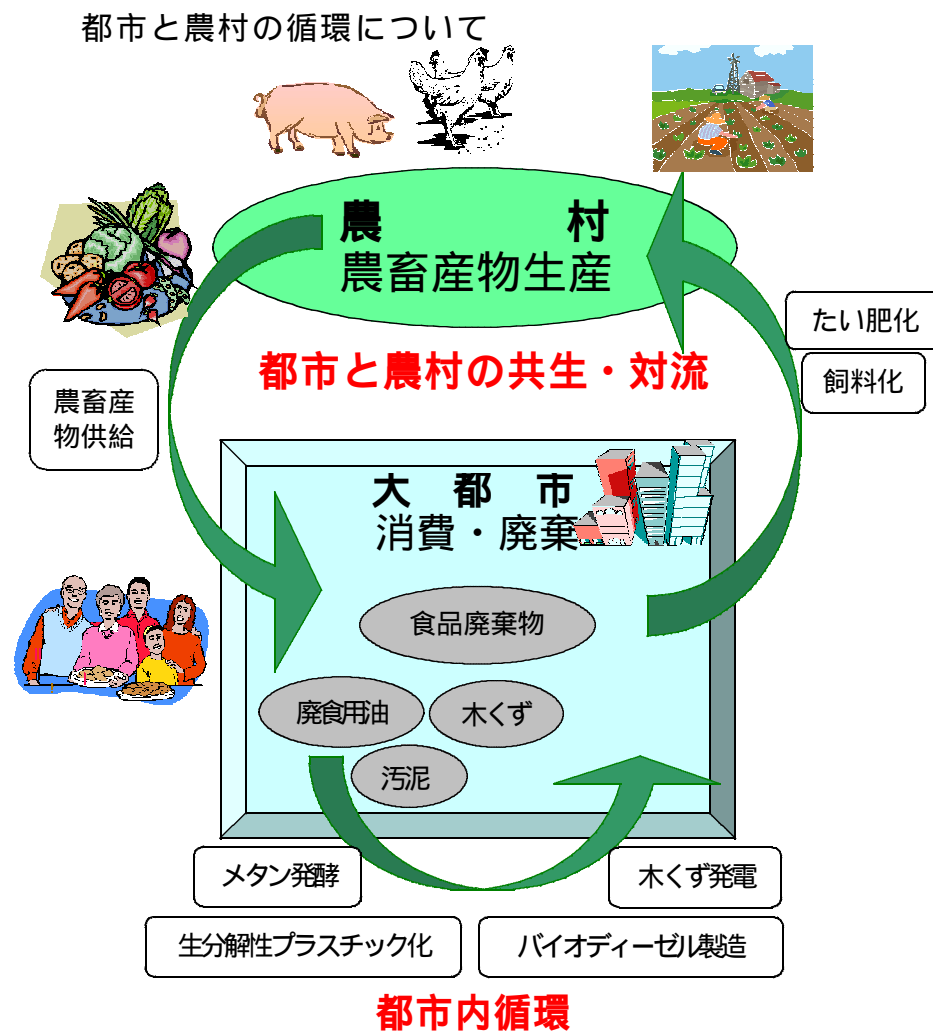 都市と農村の循環について
農　　　村
農畜産物生産
たい肥化
飼料化
都市と農村の共生・対流
農畜産
物供給
大　都　市
消費・廃棄
食品廃棄物
廃食用油
木くず
汚泥
メタン発酵
木くず発電
生分解性プラスチック化
バイオディーゼル製造
都市内循環